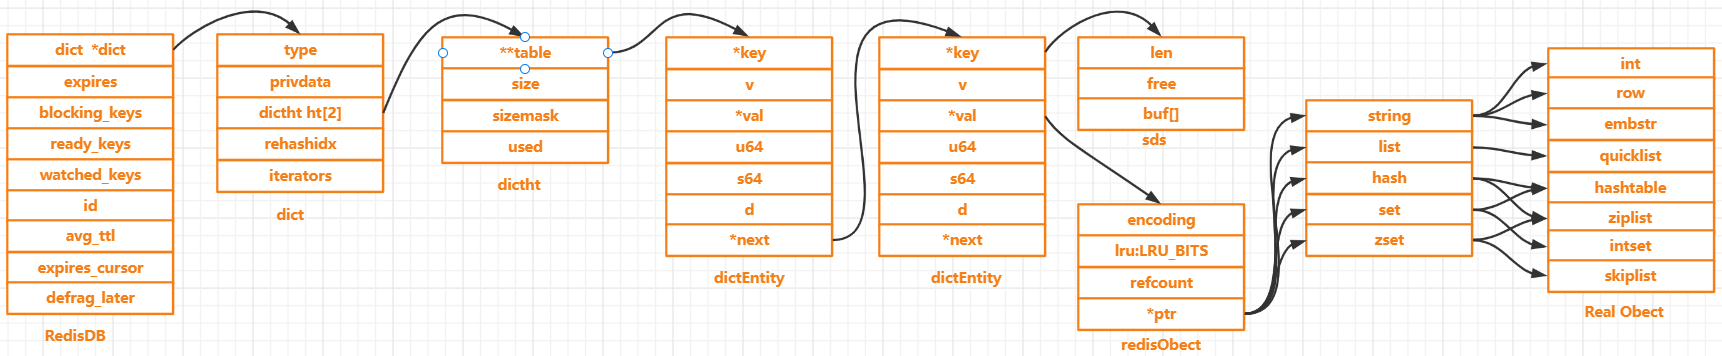 dict *dict
expires
blocking_keys
ready_keys
watched_keys
id
avg_ttl
expires_cursor
defrag_later
RedisDB
type
privdata
dictht ht[2]
rehashidx
iterators
dict
**table
size
sizemask
used
dictht
*key
v
*val
u64
s64
d
*next
dictEntity
*key
v
*val
u64
s64
d
*next
dictEntity
len
free
buf[]
sds
encoding
lru:LRU_BITS
refcount
*ptr
redisObect
string
list
hash
set
zset
int
row
embstr
quicklist
hashtable
ziplist
intset
skiplist
Real Obect